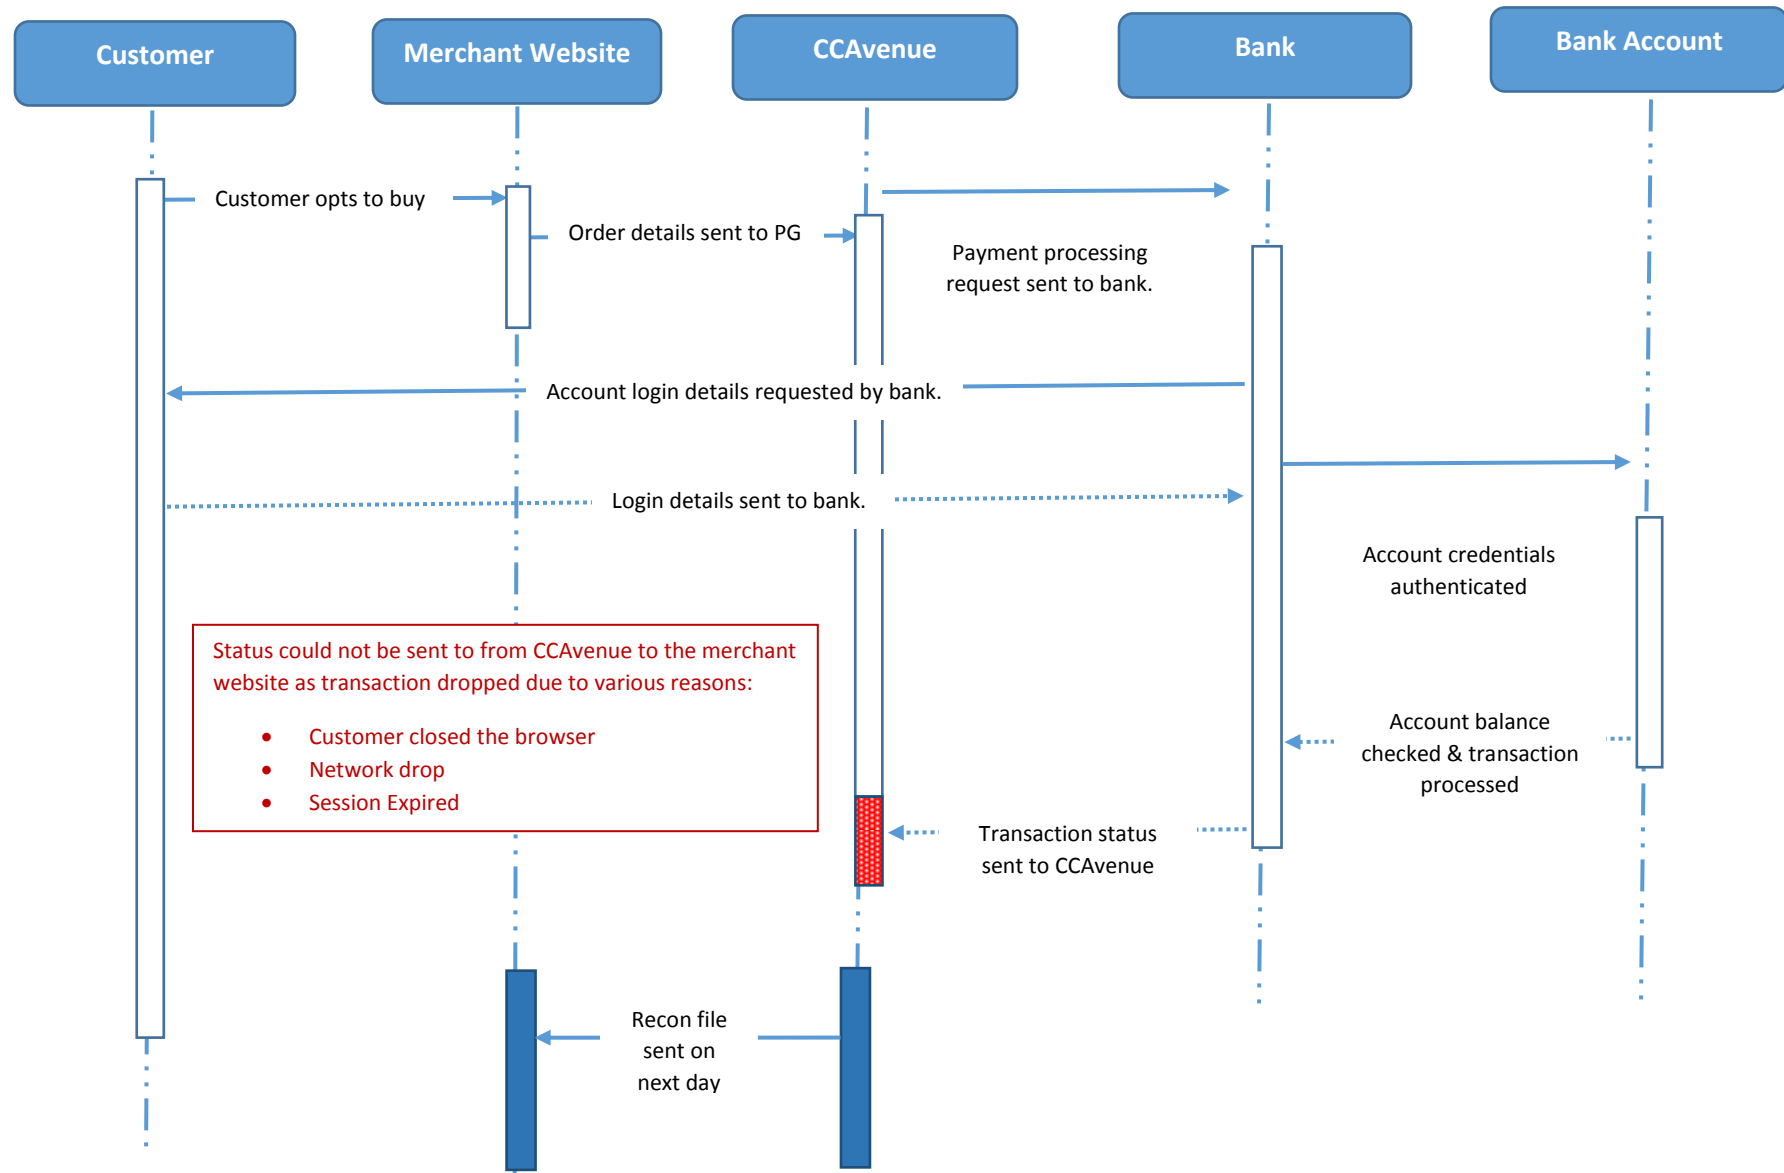 Customer
Merchant Website
CCAvenue
Bank
Bank Account
Customer opts to buy
Order details sent to PG
Payment processing
request sent to bank.
Account login details requested by bank.
Login details sent to bank.
Account credentials
authenticated
Status could not be sent to from CCAvenue to the merchant
website as transaction dropped due to various reasons:
• Customer closed the browser
• Network drop
• Session Expired
Account balance
checked & transaction
processed
Transaction status
sent to CCAvenue
Recon file
sent on
next day